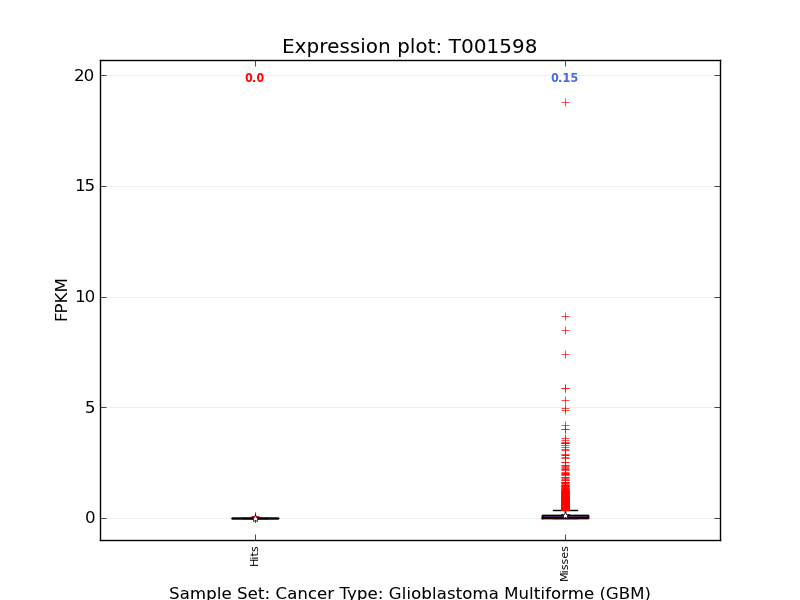 Expression plot: T001598
20
0.0
0.15
15
10
FPKM
5
0
Hits
Misses
Sample Set: Cancer Type: Glioblastoma Multiforme (GBM)